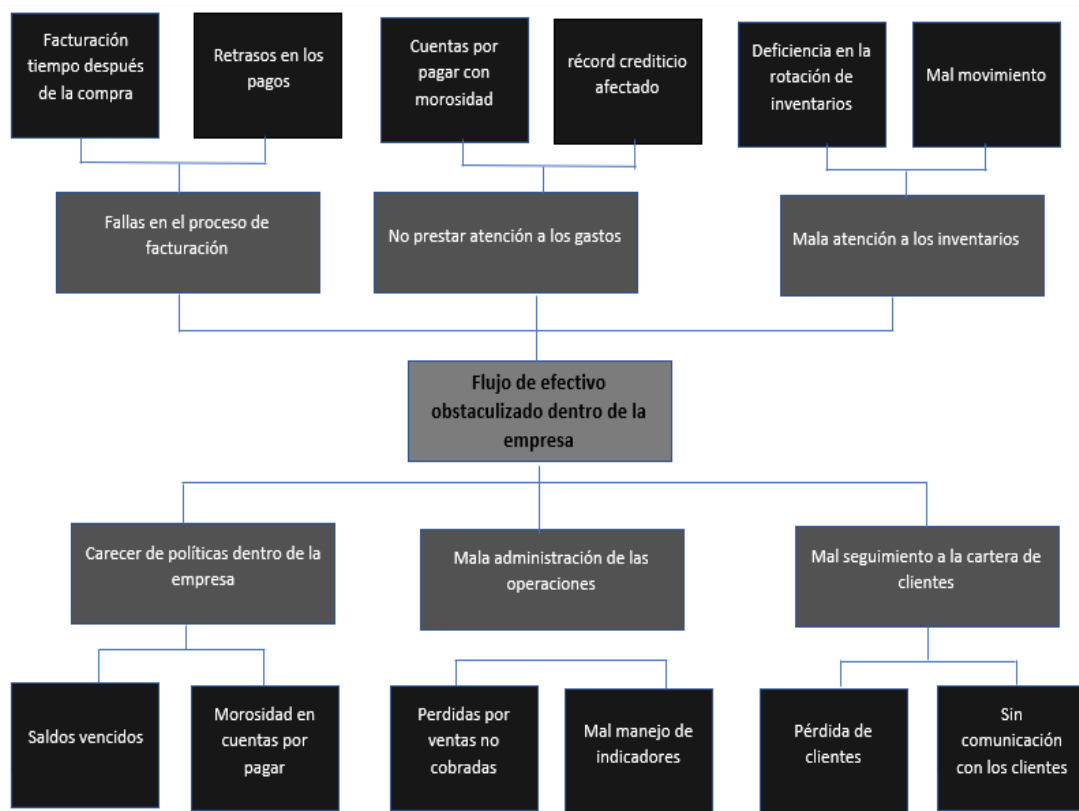 Facturación
tiempo después
de la compra
Retrasos en los
pagos
Cuentas por
pagar con
morosidad
récord crediticio
afectado
Deficiencia en la
rotación de
inventarios
Mal movimiento
Fallas en el proceso de
facturación
No prestar atención a los gastos
Mala atención a los inventarios
Flujo de efectivo
obstaculizado dentro de la
empresa
Carecer de políticas dentro de la
empresa
Mala administración de las
operaciones
Mal seguimiento a la cartera de
clientes
Saldos vencidos
Morosidad en
cuentas por
pagar
Perdidas por
ventas no
cobradas
Mal manejo de
indicadores
Pérdida de
clientes
Sin
comunicación
con los clientes